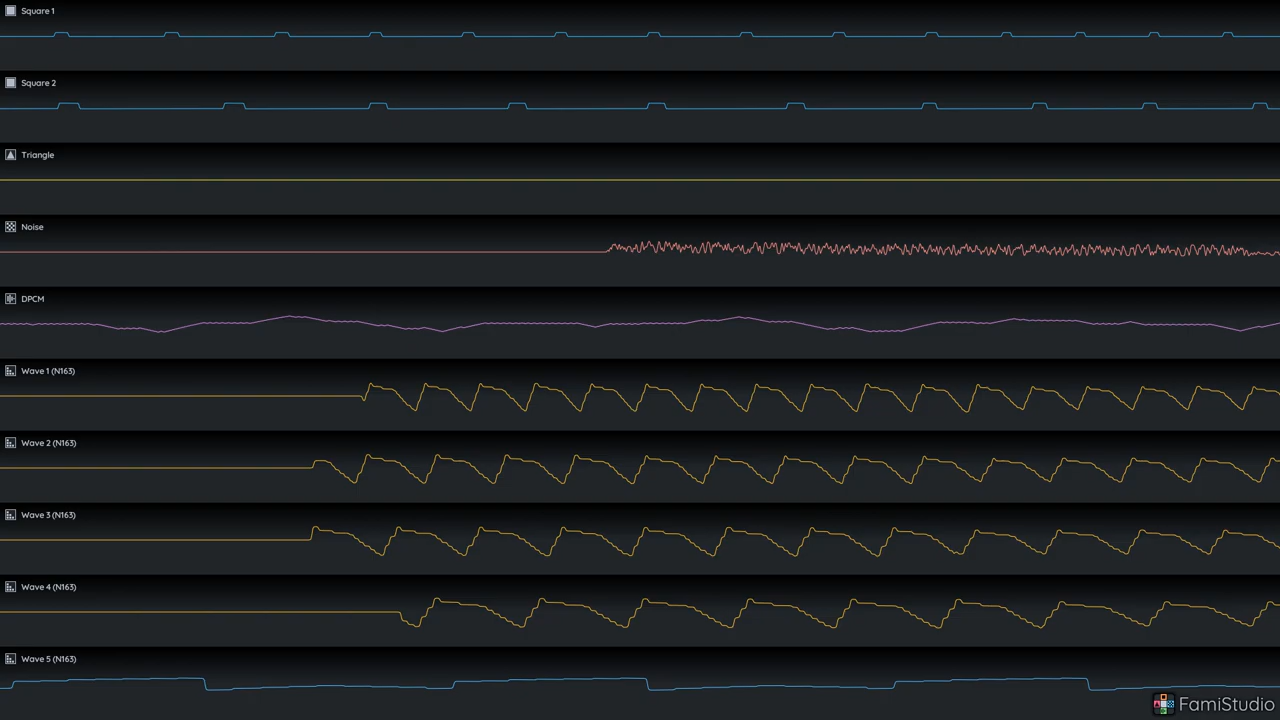 Square 1
Square 2
Triangle
Noise
DPCM
Wave 1 (N163)
Wave 2 (N163)
Wave 3 (N163)
Wave 4 (N163)
Wave 5 (N163)
FamiStudio